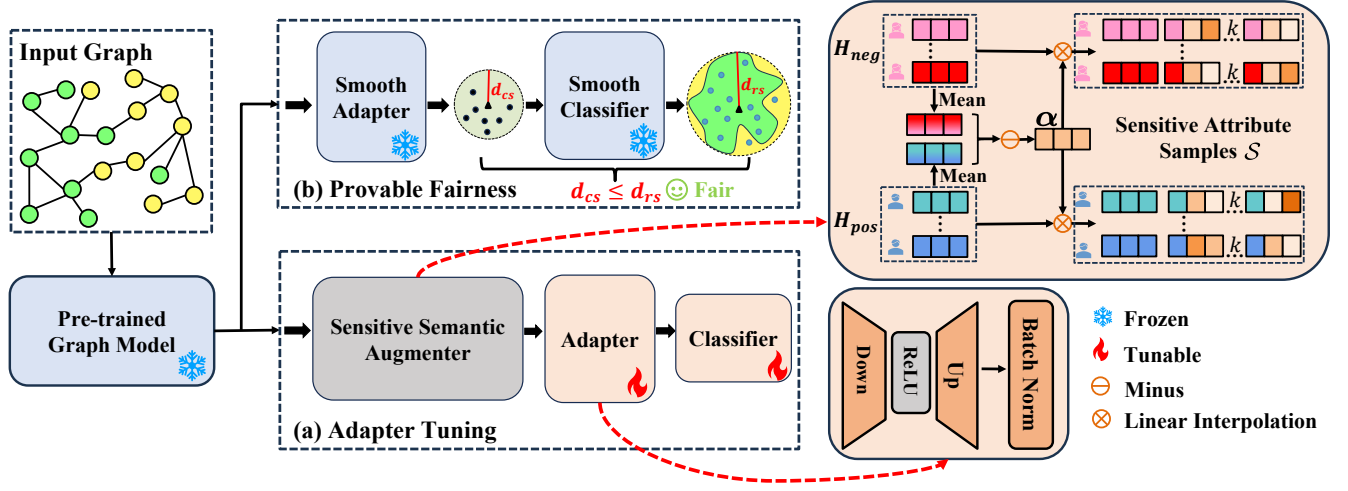 Input Graph
Pre-trained
Graph Model
Smooth
Adapter
d_cs
Smooth
Classifier
d_rs
(b) Provable Fairness
d_cs ≤ d_rs Fair
Sensitive Semantic
Augmenter
Adapter
Classifier
(a) Adapter Tuning
H_neg
... k
... k
Mean
α
Mean
Sensitive Attribute
Samples 𝒮
H_pos
... k
... k
Down
ReLU
Up
Batch Norm
Frozen
Tunable
Minus
Linear Interpolation